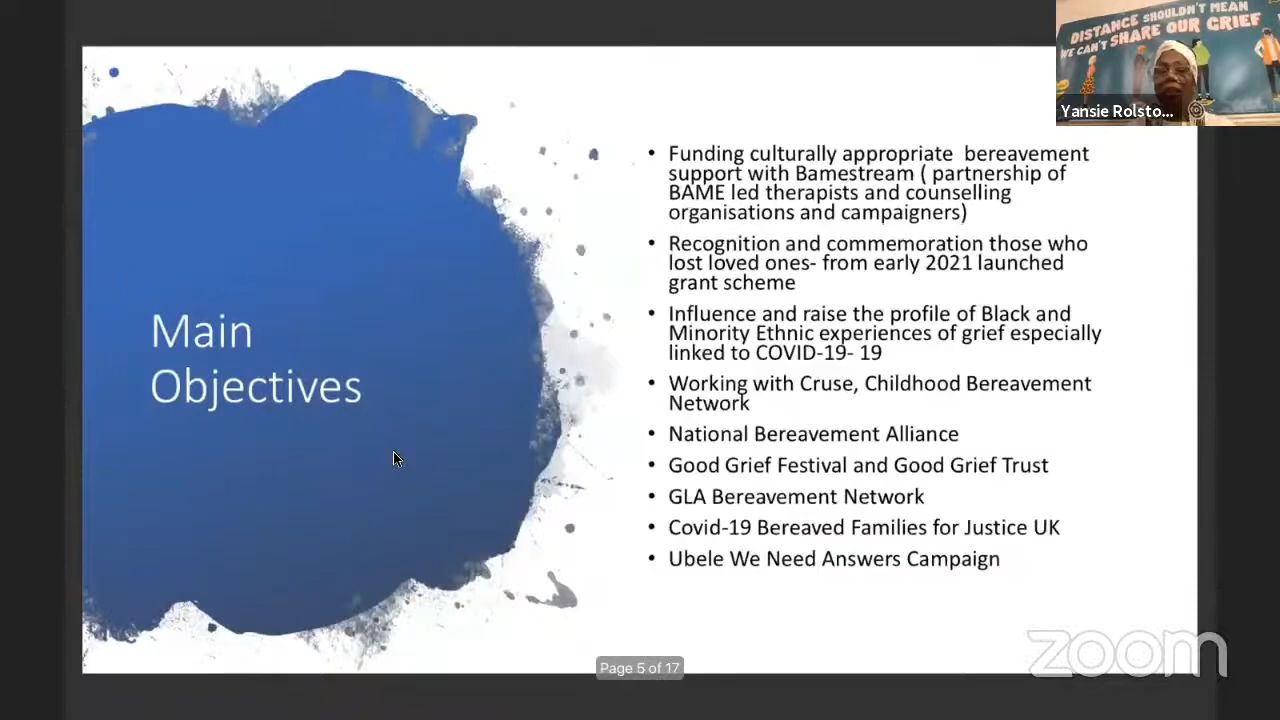 DISTANCE SHOULDN'T MEAN
WE CAN'T SHARE OUR GRIEF
Yansie Rolsto...
Main
Objectives
• Funding culturally appropriate  bereavement
support with Bamestream ( partnership of
BAME led therapists and counselling
organisations and campaigners)
• Recognition and commemoration those who
lost loved ones- from early 2021 launched
grant scheme
• Influence and raise the profile of Black and
Minority Ethnic experiences of grief especially
linked to COVID-19- 19
• Working with Cruse, Childhood Bereavement
Network
• National Bereavement Alliance
• Good Grief Festival and Good Grief Trust
• GLA Bereavement Network
• Covid-19 Bereaved Families for Justice UK
• Ubele We Need Answers Campaign
Page 5 of 17
zoom